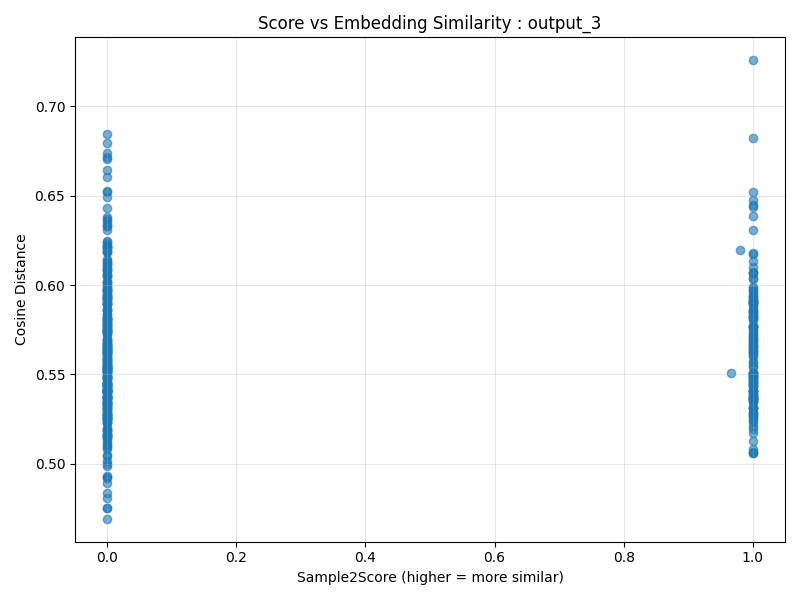 Score vs Embedding Similarity : output_3
Cosine Distance
0.70
0.65
0.60
0.55
0.50
0.0 0.2 0.4 0.6 0.8 1.0
Sample2Score (higher = more similar)